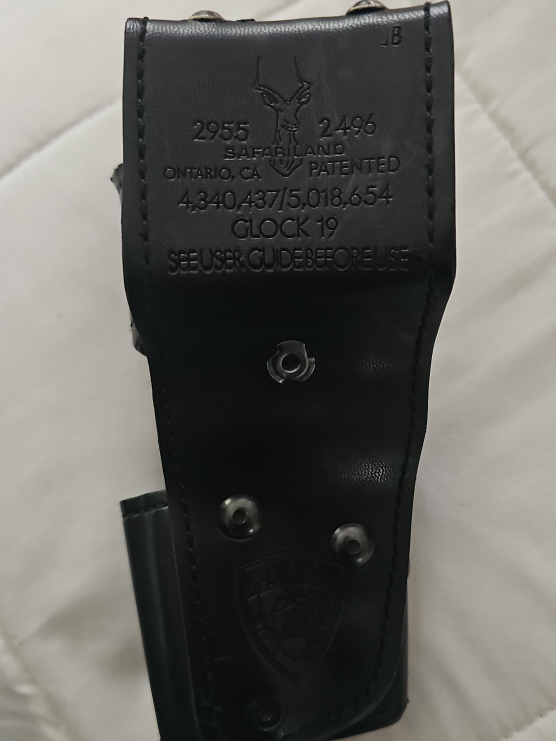 JB
2955 2496
SAFARILAND
ONTARIO, CA PATENTED
4,340,437/5,018,654
GLOCK 19
SEE USER GUIDE BEFORE USE